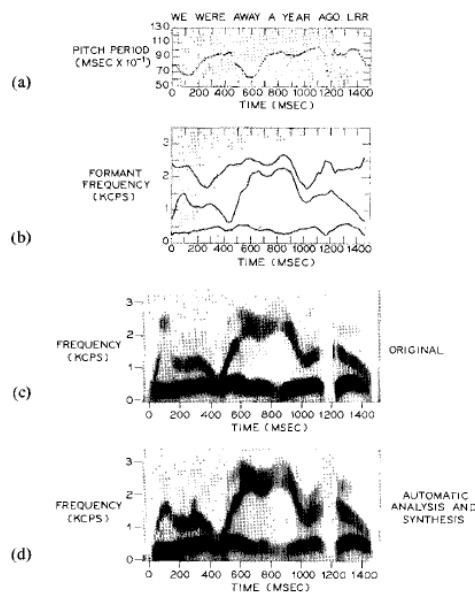 WE WERE AWAY A YEAR AGO LRR
130
110
90
70
50
PITCH PERIOD
(MSEC X 10⁻¹)
(a)
0 200 400 600 800 1000 1200 1400
TIME (MSEC)
3
2
1
0
FORMANT
FREQUENCY
(KCPS)
(b)
0 200 400 600 800 1000 1200 1400
TIME (MSEC)
3
2
1
0
FREQUENCY
(KCPS)
ORIGINAL
(c)
0 200 400 600 800 1000 1200 1400
TIME (MSEC)
3
2
1
0
FREQUENCY
(KCPS)
AUTOMATIC
ANALYSIS AND
SYNTHESIS
(d)
0 200 400 600 800 1000 1200 1400
TIME (MSEC)